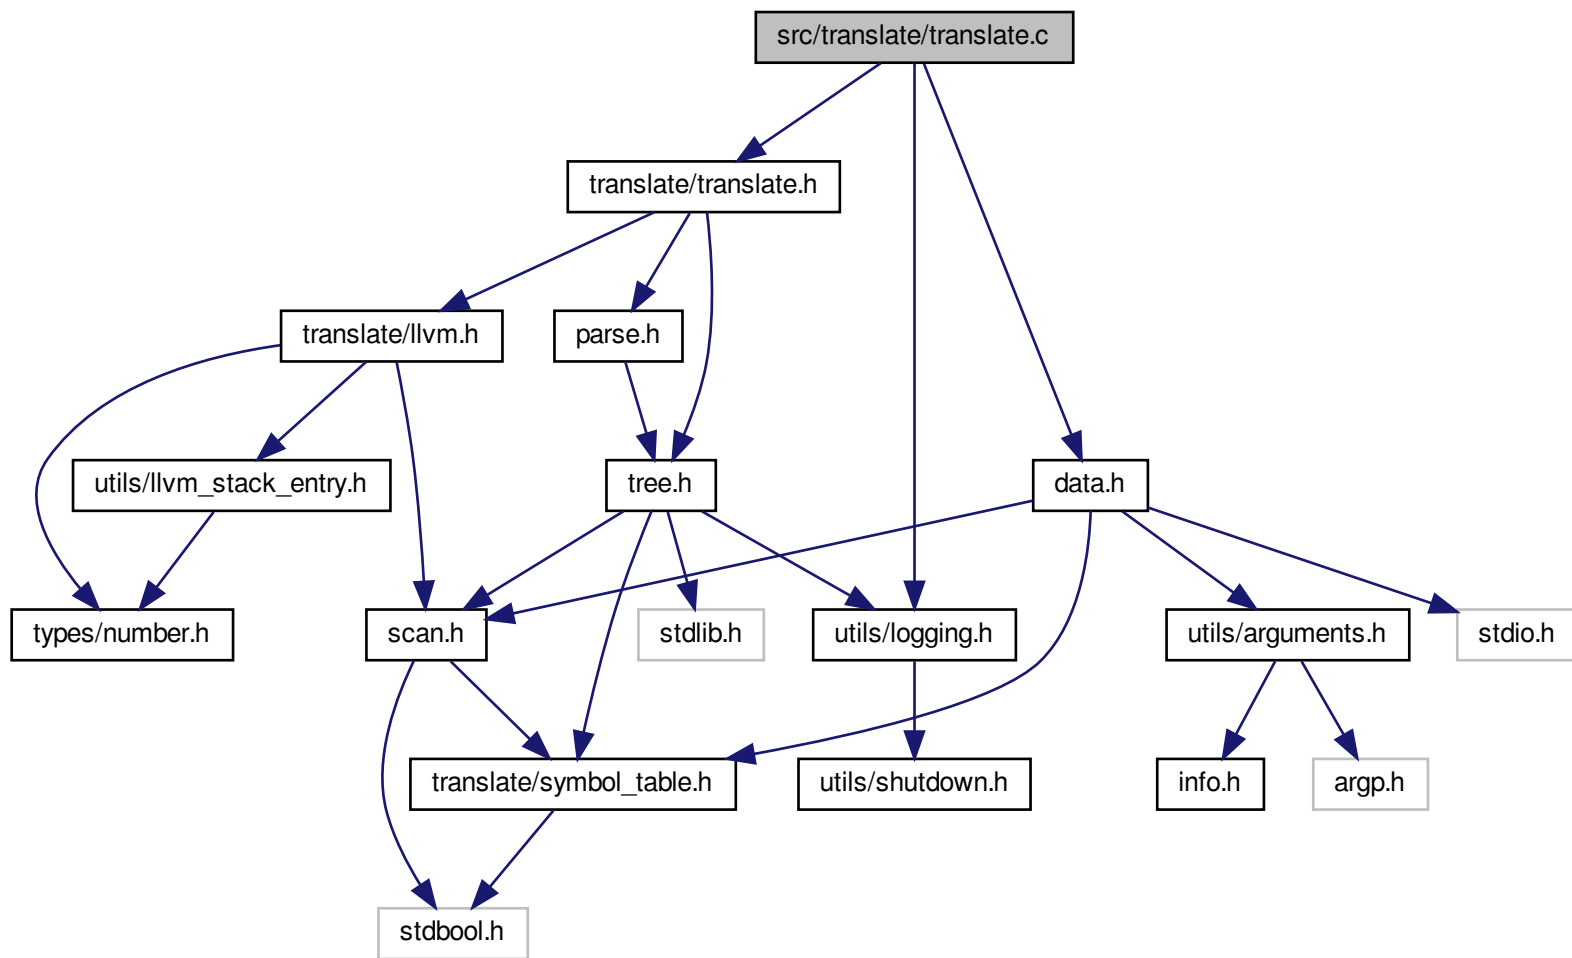 src/translate/translate.c
translate/translate.h
translate/llvm.h
parse.h
utils/llvm_stack_entry.h
tree.h
data.h
types/number.h
scan.h
stdlib.h
utils/logging.h
utils/arguments.h
stdio.h
translate/symbol_table.h
utils/shutdown.h
info.h
argp.h
stdbool.h